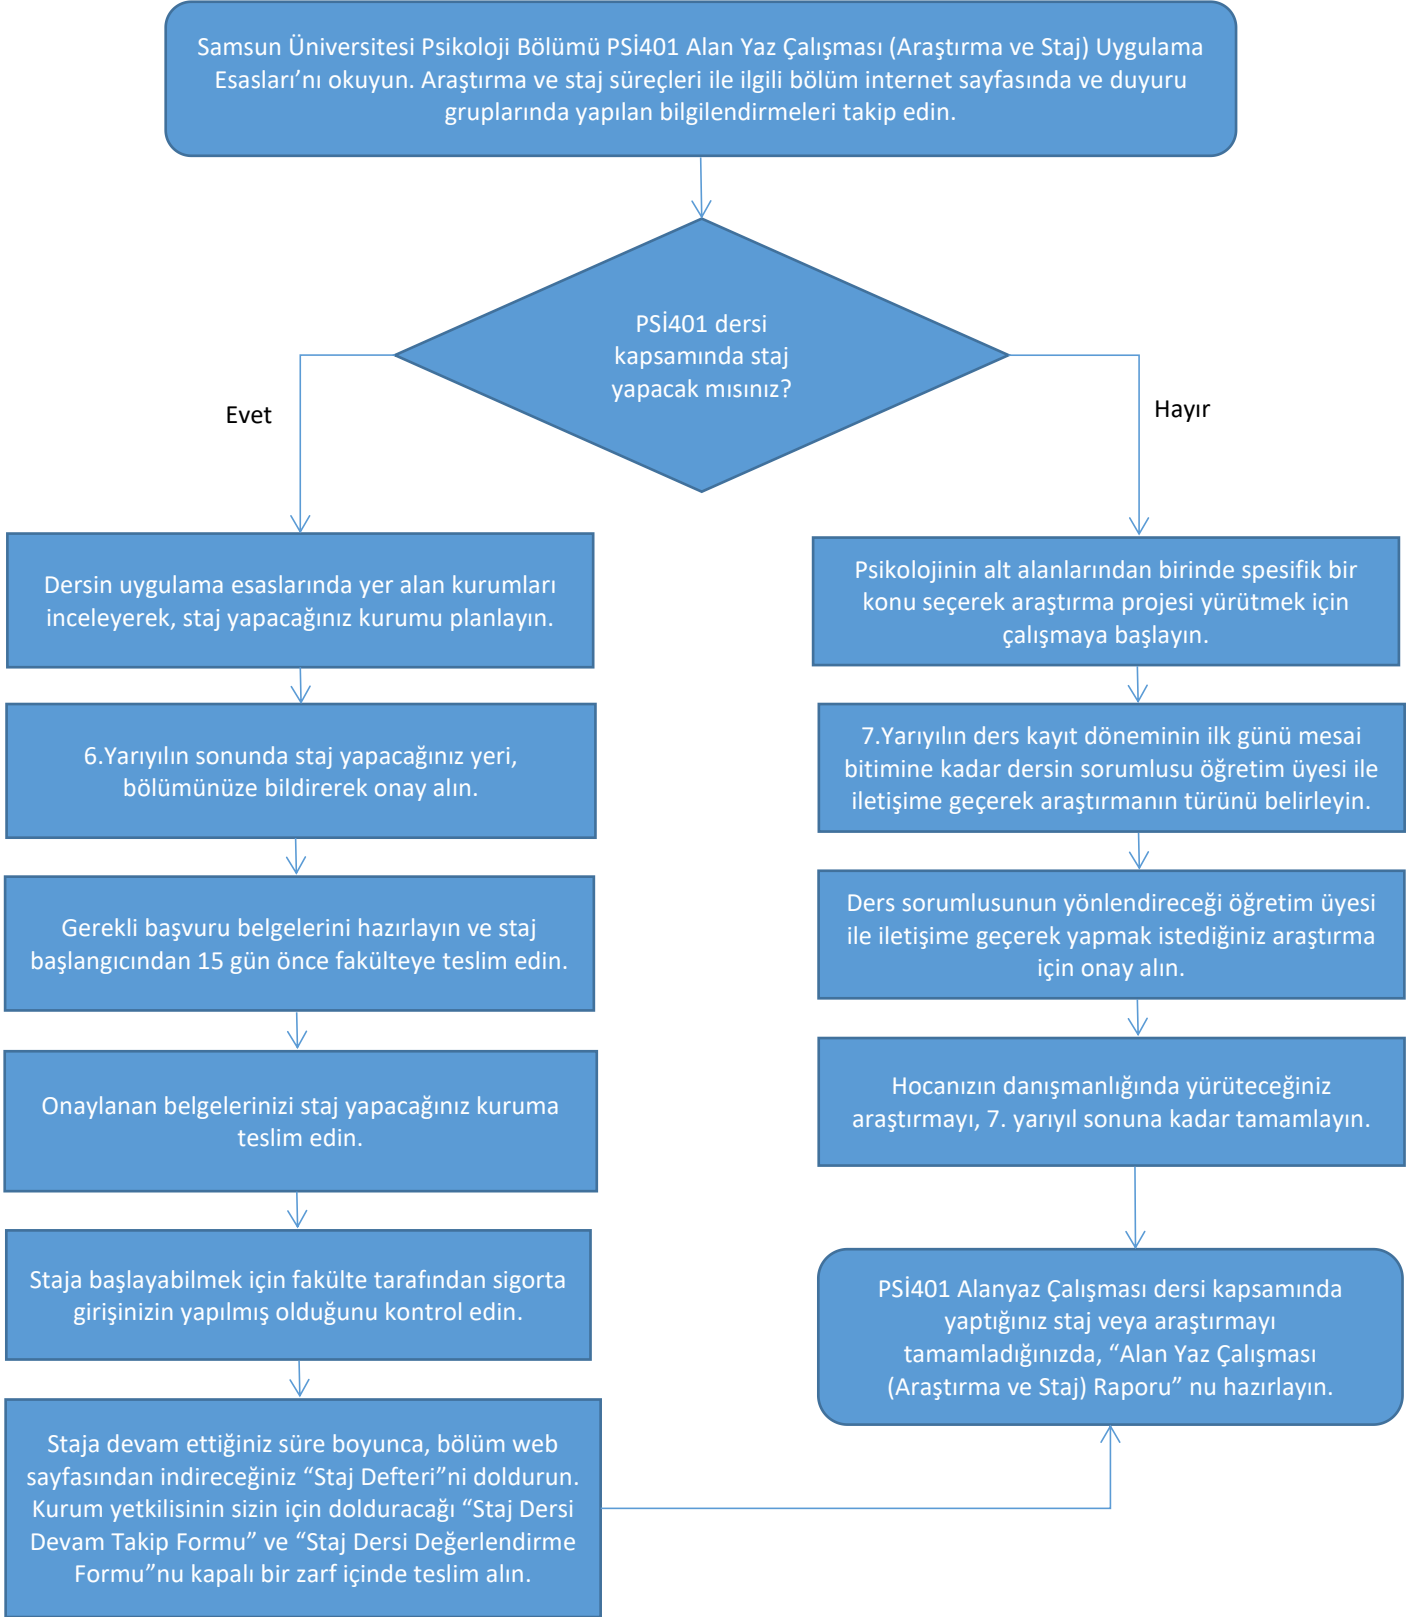 Samsun Üniversitesi Psikoloji Bölümü PSİ401 Alan Yaz Çalışması (Araştırma ve Staj) Uygulama
Esasları’nı okuyun. Araştırma ve staj süreçleri ile ilgili bölüm internet sayfasında ve duyuru
gruplarında yapılan bilgilendirmeleri takip edin.
PSİ401 dersi
kapsamında staj
yapacak mısınız?
Evet
Hayır
Dersin uygulama esaslarında yer alan kurumları
inceleyerek, staj yapacağınız kurumu planlayın.
6.Yarıyılın sonunda staj yapacağınız yeri,
bölümünüze bildirerek onay alın.
Gerekli başvuru belgelerini hazırlayın ve staj
başlangıcından 15 gün önce fakülteye teslim edin.
Onaylanan belgelerinizi staj yapacağınız kuruma
teslim edin.
Staja başlayabilmek için fakülte tarafından sigorta
girişinizin yapılmış olduğunu kontrol edin.
Staja devam ettiğiniz süre boyunca, bölüm web
sayfasından indireceğiniz “Staj Defteri”ni doldurun.
Kurum yetkilisinin sizin için dolduracağı “Staj Dersi
Devam Takip Formu” ve “Staj Dersi Değerlendirme
Formu”nu kapalı bir zarf içinde teslim alın.
Psikolojinin alt alanlarından birinde spesifik bir
konu seçerek araştırma projesi yürütmek için
çalışmaya başlayın.
7.Yarıyılın ders kayıt döneminin ilk günü mesai
bitimine kadar dersin sorumlusu öğretim üyesi ile
iletişime geçerek araştırmanın türünü belirleyin.
Ders sorumlusunun yönlendireceği öğretim üyesi
ile iletişime geçerek yapmak istediğiniz araştırma
için onay alın.
Hocanızın danışmanlığında yürüteceğiniz
araştırmayı, 7. yarıyıl sonuna kadar tamamlayın.
PSİ401 Alanyaz Çalışması dersi kapsamında
yaptığınız staj veya araştırmayı
tamamladığınızda, “Alan Yaz Çalışması
(Araştırma ve Staj) Raporu” nu hazırlayın.